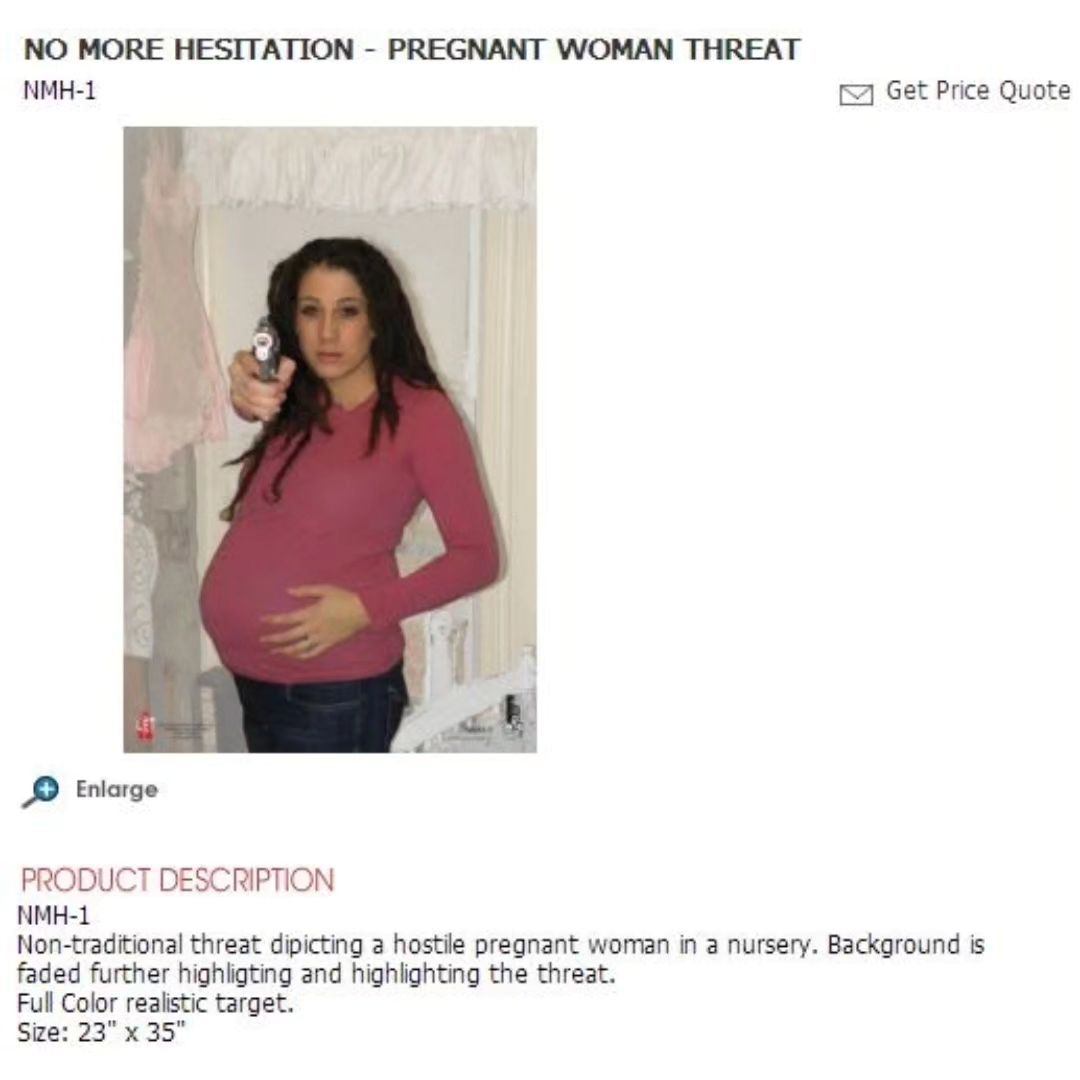 NO MORE HESITATION - PREGNANT WOMAN THREAT
NMH-1
Get Price Quote
Enlarge
PRODUCT DESCRIPTION
NMH-1
Non-traditional threat dipicting a hostile pregnant woman in a nursery. Background is
faded further highligting and highlighting the threat.
Full Color realistic target.
Size: 23" x 35"